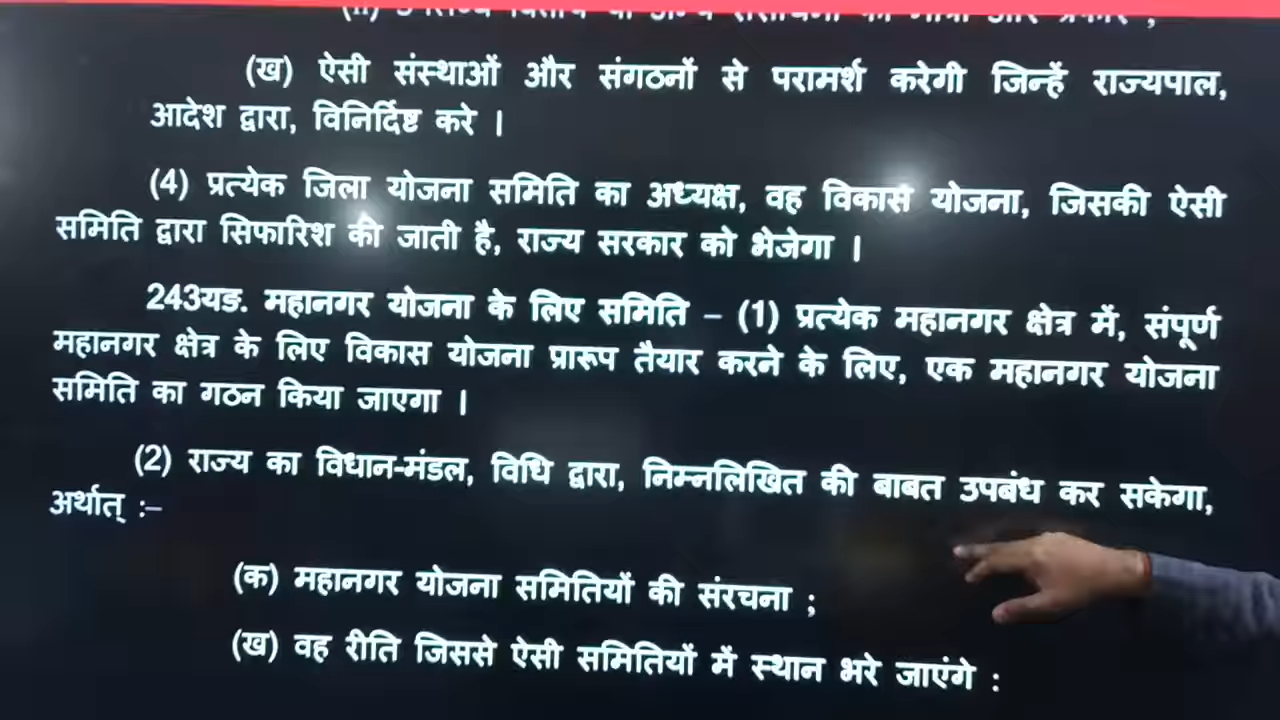 (ख) ऐसी संस्थाओं और संगठनों से परामर्श करेगी जिन्हें राज्यपाल,
आदेश द्वारा, विनिर्दिष्ट करे ।
(4) प्रत्येक जिला योजना समिति का अध्यक्ष, वह विकास योजना, जिसकी ऐसी
समिति द्वारा सिफारिश की जाती है, राज्य सरकार को भेजेगा ।
243यङ. महानगर योजना के लिए समिति – (1) प्रत्येक महानगर क्षेत्र में, संपूर्ण
महानगर क्षेत्र के लिए विकास योजना प्रारूप तैयार करने के लिए, एक महानगर योजना
समिति का गठन किया जाएगा ।
(2) राज्य का विधान-मंडल, विधि द्वारा, निम्नलिखित की बाबत उपबंध कर सकेगा,
अर्थात् :–
(क) महानगर योजना समितियों की संरचना ;
(ख) वह रीति जिससे ऐसी समितियों में स्थान भरे जाएंगे :